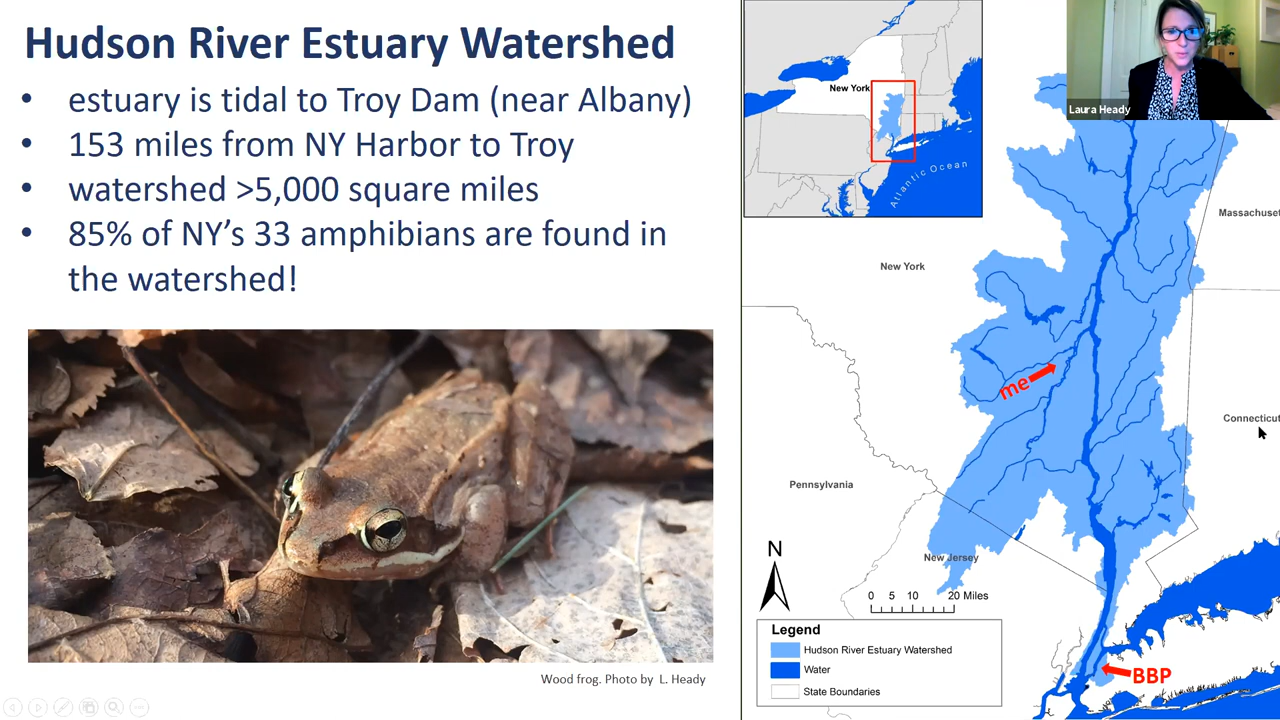 Hudson River Estuary Watershed
• estuary is tidal to Troy Dam (near Albany)
• 153 miles from NY Harbor to Troy
• watershed >5,000 square miles
• 85% of NY’s 33 amphibians are found in
the watershed!
Wood frog. Photo by L. Heady
New York
Atlantic Ocean
Laura Heady
Massachuset
New York
me
Connecticut
Pennsylvania
New Jersey
N
0 5 10 20 Miles
Legend
Hudson River Estuary Watershed
Water
State Boundaries
BBP